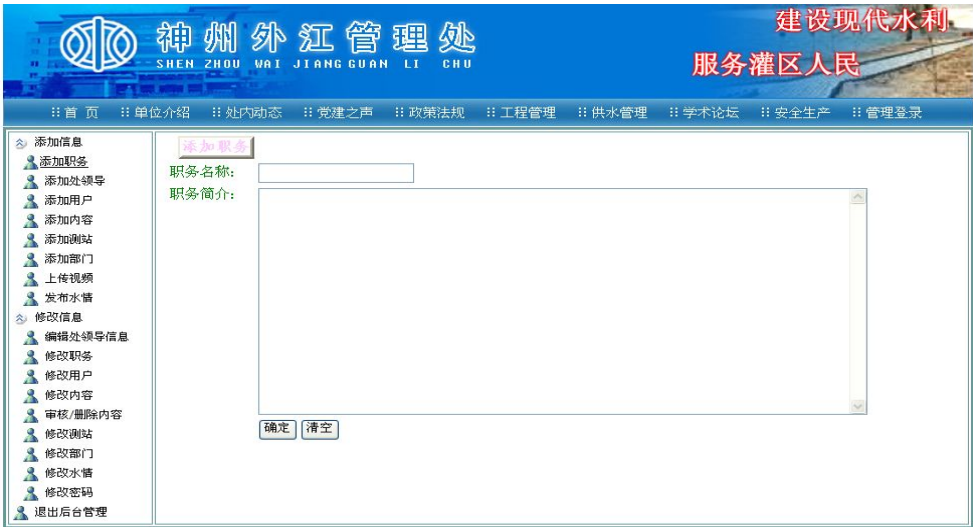 神州外江管理处
SHEN ZHOU WAI JIANG GUAN LI CHU
建设现代水利
服务灌区人民
首 页 单位介绍 处内动态 党建之声 政策法规 工程管理 供水管理 学术论坛 安全生产 管理登录
添加信息
添加职务
添加处领导
添加用户
添加内容
添加测站
添加部门
上传视频
发布水情
修改信息
编辑处领导信息
修改职务
修改用户
修改内容
审核/删除内容
修改测站
修改部门
修改水情
修改密码
退出后台管理
添加职务
职务名称：
职务简介：
确定 清空